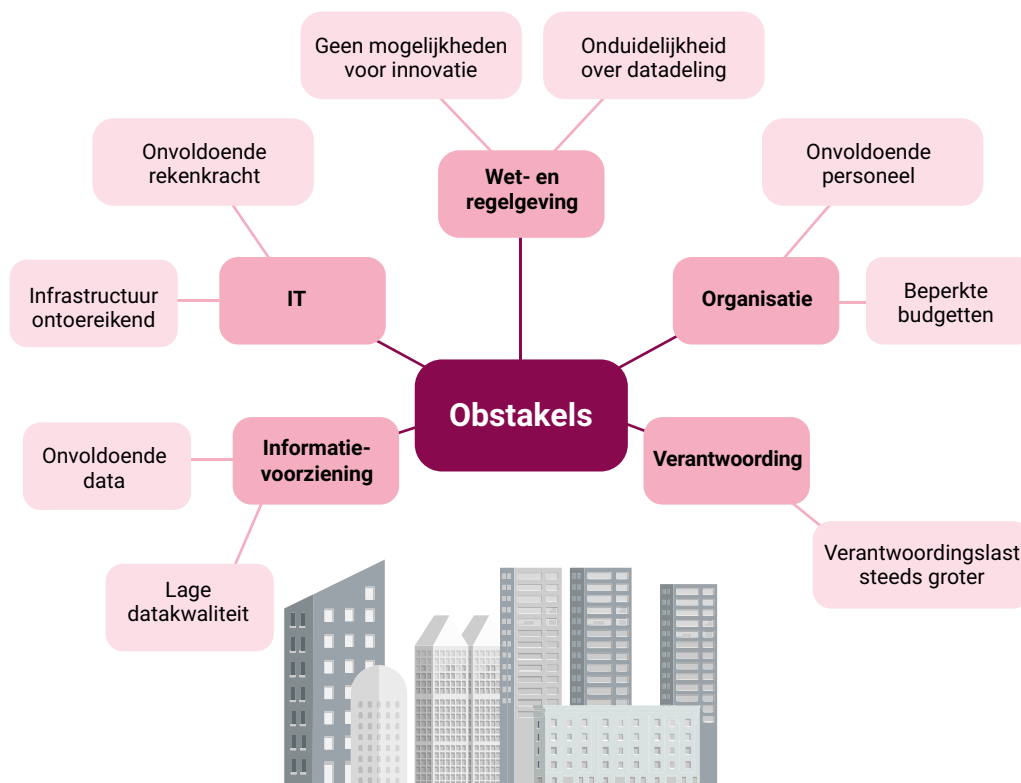 Geen mogelijkheden
voor innovatie
Onduidelijkheid
over datadeling
Onvoldoende
rekenkracht
Wet- en
regelgeving
Onvoldoende
personeel
Infrastructuur
ontoereikend
IT
Organisatie
Beperkte
budgetten
Obstakels
Onvoldoende
data
Informatie-
voorziening
Verantwoording
Lage
datakwaliteit
Verantwoordingslast
steeds groter